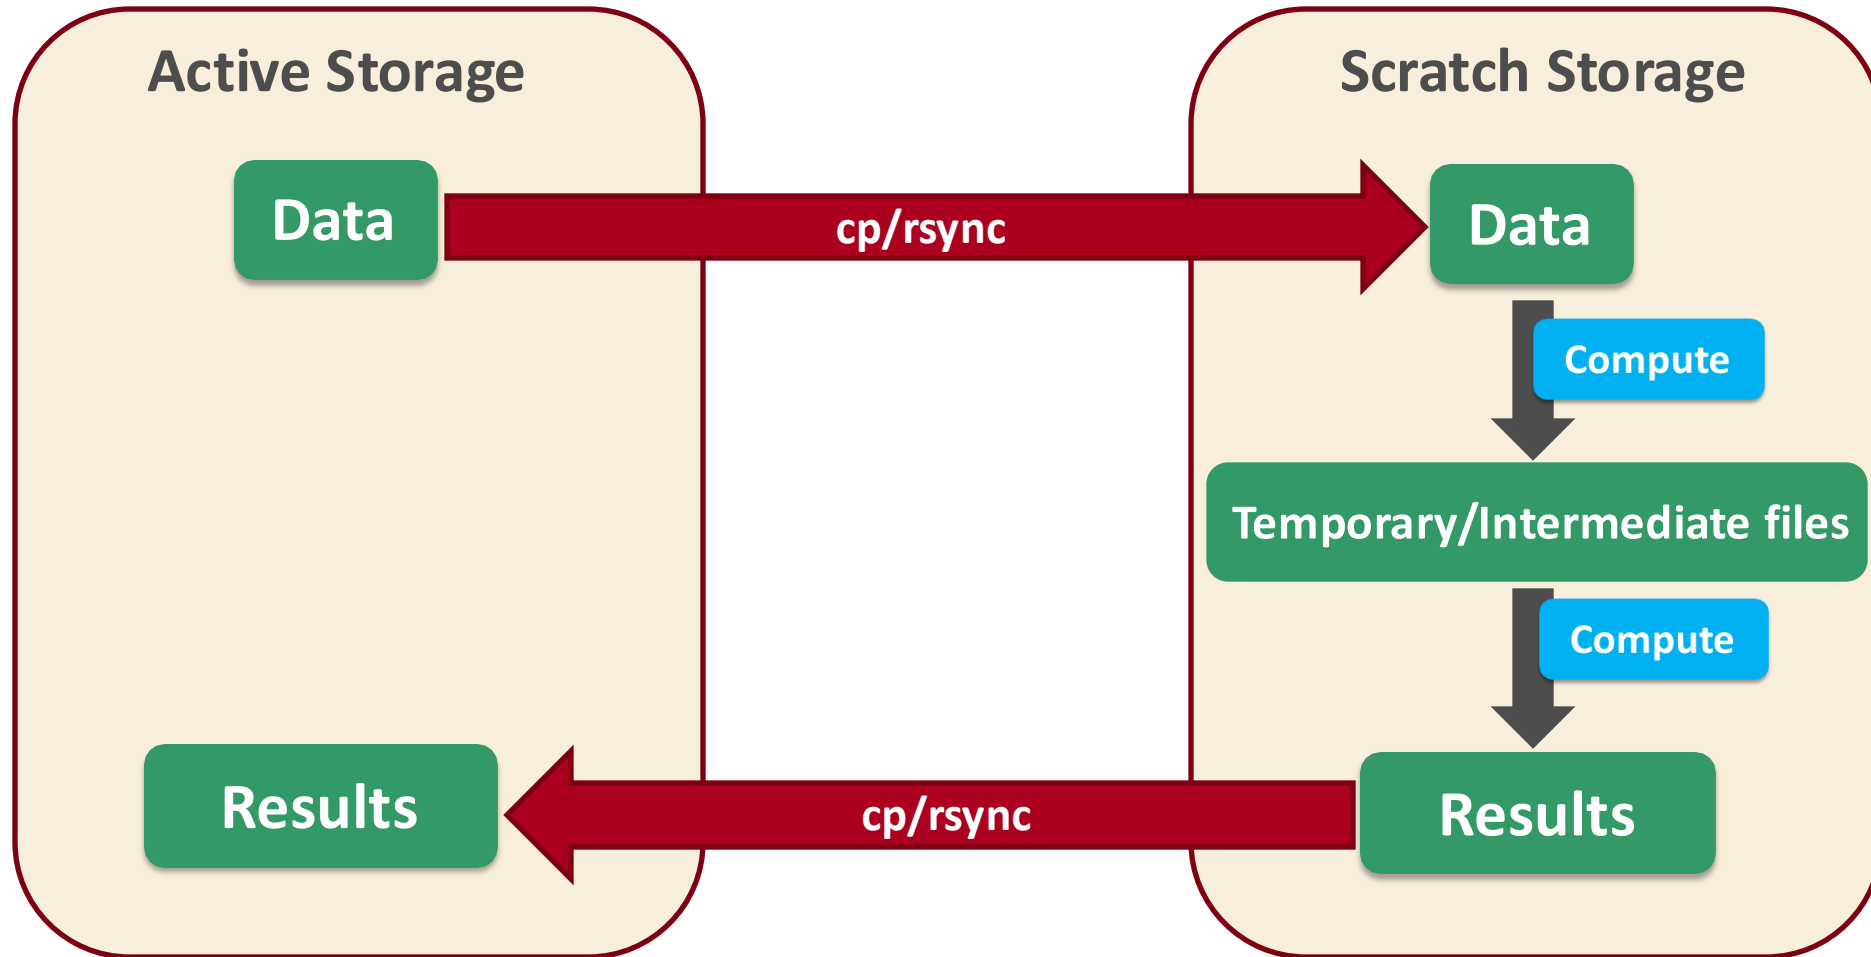 Active Storage
Scratch Storage
Data
cp/rsync
Data
Compute
Temporary/Intermediate files
Compute
Results
cp/rsync
Results